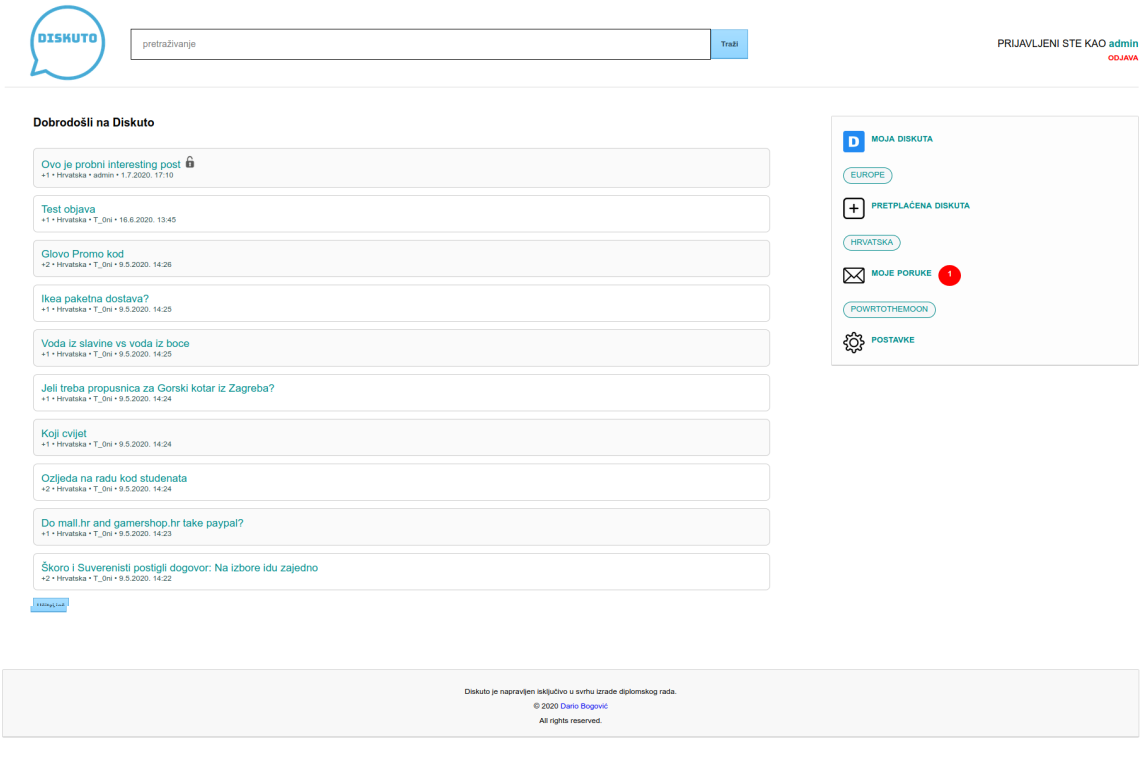 DISKUTO
pretraživanje
Traži
PRIJAVLJENI STE KAO admin
ODJAVA
Dobrodošli na Diskuto
Ovo je probni interesting post
+1 • Hrvatska • admin • 1.7.2020. 17:10
Test objava
+1 • Hrvatska • T_0ni • 16.6.2020. 13:45
Glovo Promo kod
+2 • Hrvatska • T_0ni • 9.5.2020. 14:26
Ikea paketna dostava?
+1 • Hrvatska • T_0ni • 9.5.2020. 14:25
Voda iz slavine vs voda iz boce
+1 • Hrvatska • T_0ni • 9.5.2020. 14:25
Jeli treba propusnica za Gorski kotar iz Zagreba?
+1 • Hrvatska • T_0ni • 9.5.2020. 14:24
Koji cvijet
+1 • Hrvatska • T_0ni • 9.5.2020. 14:24
Ozljeda na radu kod studenata
+2 • Hrvatska • T_0ni • 9.5.2020. 14:24
Do mall.hr and gamershop.hr take paypal?
+1 • Hrvatska • T_0ni • 9.5.2020. 14:23
Škoro i Suverenisti postigli dogovor: Na izbore idu zajedno
+2 • Hrvatska • T_0ni • 9.5.2020. 14:22
D MOJA DISKUTA
EUROPE
PRETPLAĆENA DISKUTA
HRVATSKA
MOJE PORUKE 1
POWRTOTHEMOON
POSTAVKE
Diskuto je napravljen isključivo u svrhu izrade diplomskog rada.
© 2020 Dario Bogović
All rights reserved.